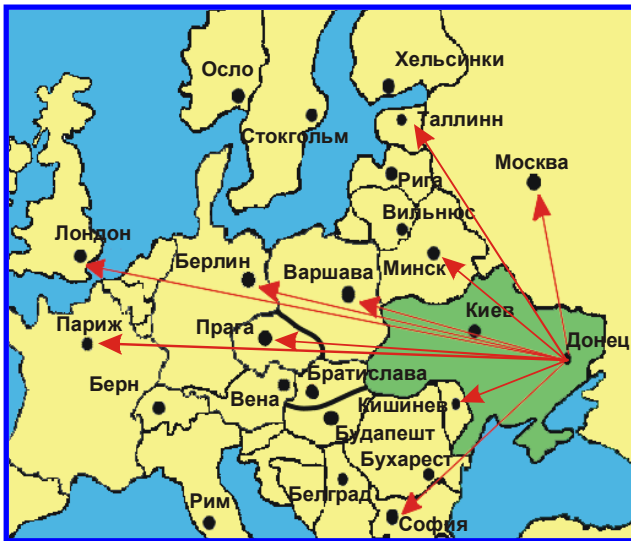 Хельсинки
Осло
Таллинн
Стокгольм
Москва
Рига
Вильнюс
Лондон
Берлин
Минск
Варшава
Киев
Париж
Прага
Донец
Братислава
Берн
Вена
Кишинев
Будапешт
Бухарест
Белград
Рим
София